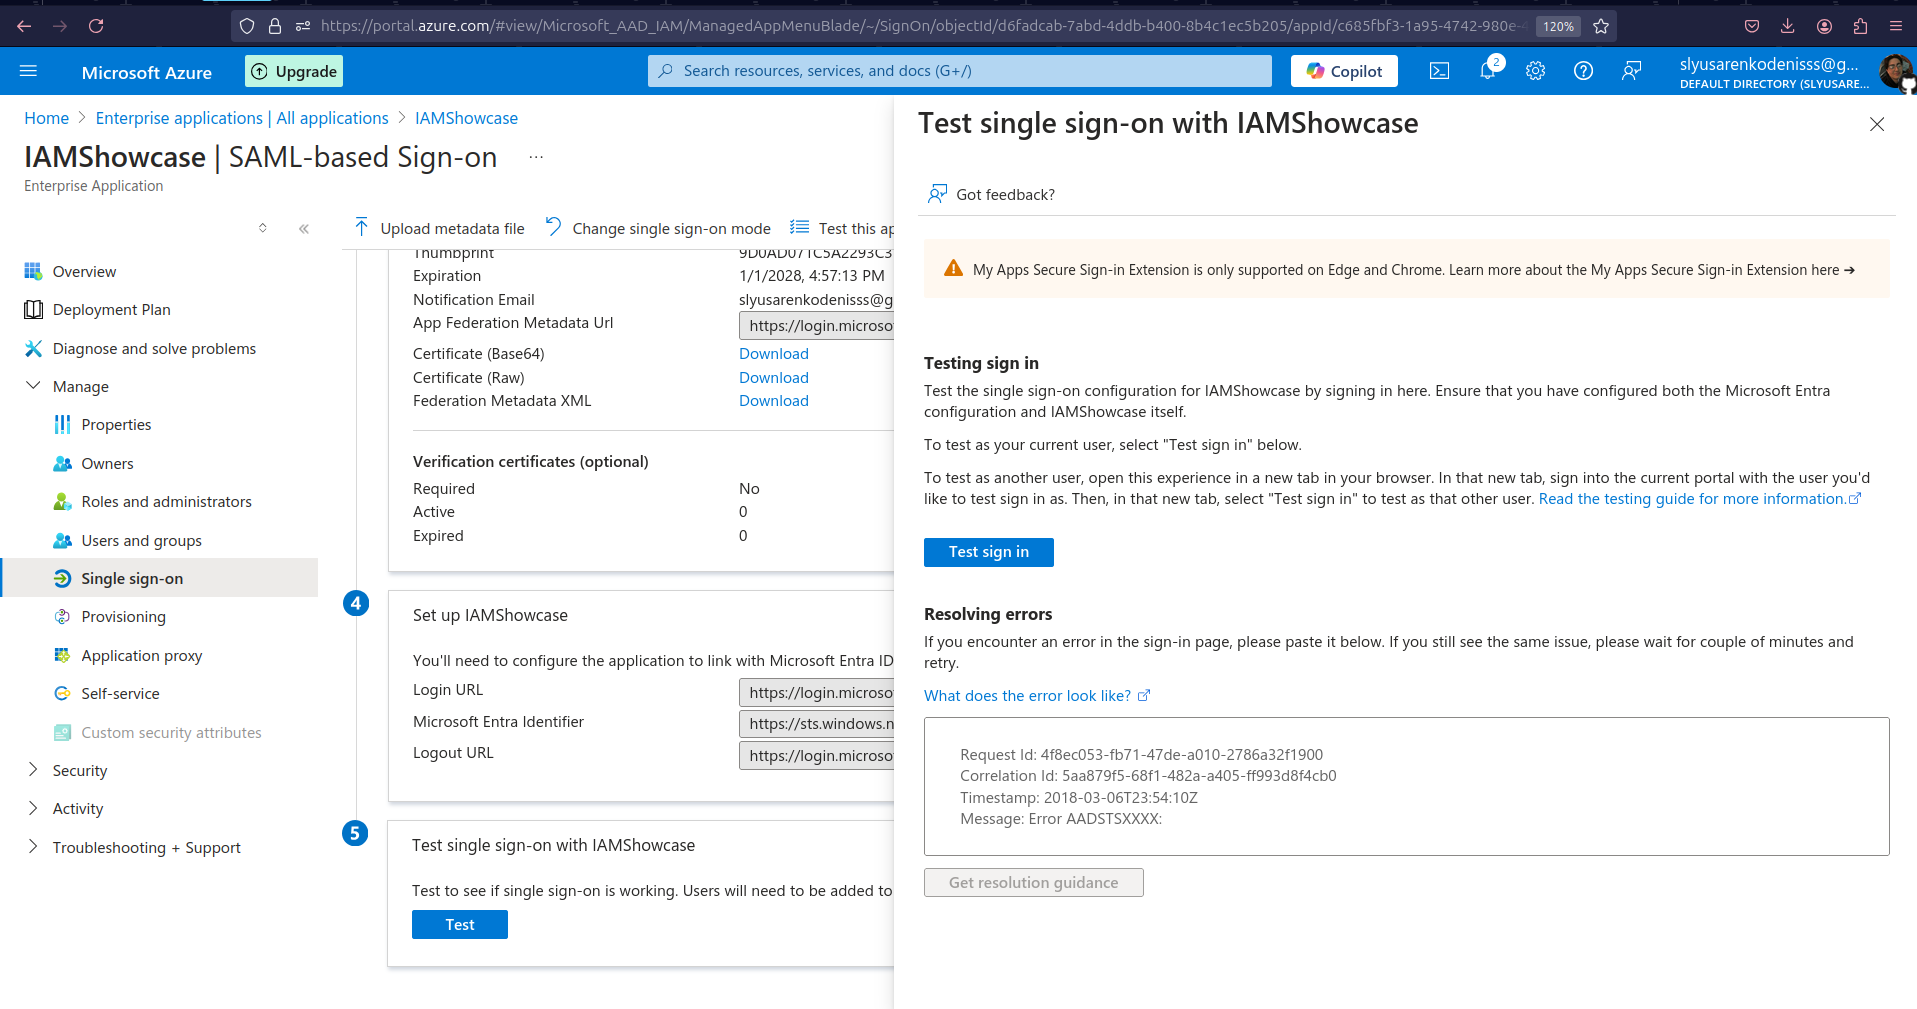 https://portal.azure.com/#view/Microsoft_AAD_IAM/ManagedAppMenuBlade/~/SignOn/objectId/d6fadcab-7abd-4ddb-b400-8b4c1ec5b205/appId/c685fbf3-1a95-4742-980e-
120%
Microsoft Azure
Upgrade
Search resources, services, and docs (G+/)
Copilot
2
slyusarenkodenisss@g...
DEFAULT DIRECTORY (SLYUSARE...
Home > Enterprise applications | All applications > IAMShowcase
IAMShowcase | SAML-based Sign-on ...
Enterprise Application
Overview
Deployment Plan
Diagnose and solve problems
Manage
Properties
Owners
Roles and administrators
Users and groups
Single sign-on
Provisioning
Application proxy
Self-service
Custom security attributes
Security
Activity
Troubleshooting + Support
Upload metadata file
Change single sign-on mode
Test this ap
Thumbprint 9D0AD071C5A2293C3
Expiration 1/1/2028, 4:57:13 PM
Notification Email slyusarenkodenisss@g
App Federation Metadata Url https://login.microso
Certificate (Base64) Download
Certificate (Raw) Download
Federation Metadata XML Download
Verification certificates (optional)
Required No
Active 0
Expired 0
4
Set up IAMShowcase
You'll need to configure the application to link with Microsoft Entra ID
Login URL https://login.microso
Microsoft Entra Identifier https://sts.windows.n
Logout URL https://login.microso
5
Test single sign-on with IAMShowcase
Test to see if single sign-on is working. Users will need to be added to
Test
Test single sign-on with IAMShowcase
Got feedback?
My Apps Secure Sign-in Extension is only supported on Edge and Chrome. Learn more about the My Apps Secure Sign-in Extension here ➔
Testing sign in
Test the single sign-on configuration for IAMShowcase by signing in here. Ensure that you have configured both the Microsoft Entra
configuration and IAMShowcase itself.
To test as your current user, select "Test sign in" below.
To test as another user, open this experience in a new tab in your browser. In that new tab, sign into the current portal with the user you'd
like to test sign in as. Then, in that new tab, select "Test sign in" to test as that other user. Read the testing guide for more information.
Test sign in
Resolving errors
If you encounter an error in the sign-in page, please paste it below. If you still see the same issue, please wait for couple of minutes and
retry.
What does the error look like?
Request Id: 4f8ec053-fb71-47de-a010-2786a32f1900
Correlation Id: 5aa879f5-68f1-482a-a405-ff993d8f4cb0
Timestamp: 2018-03-06T23:54:10Z
Message: Error AADSTSXXXX:
Get resolution guidance